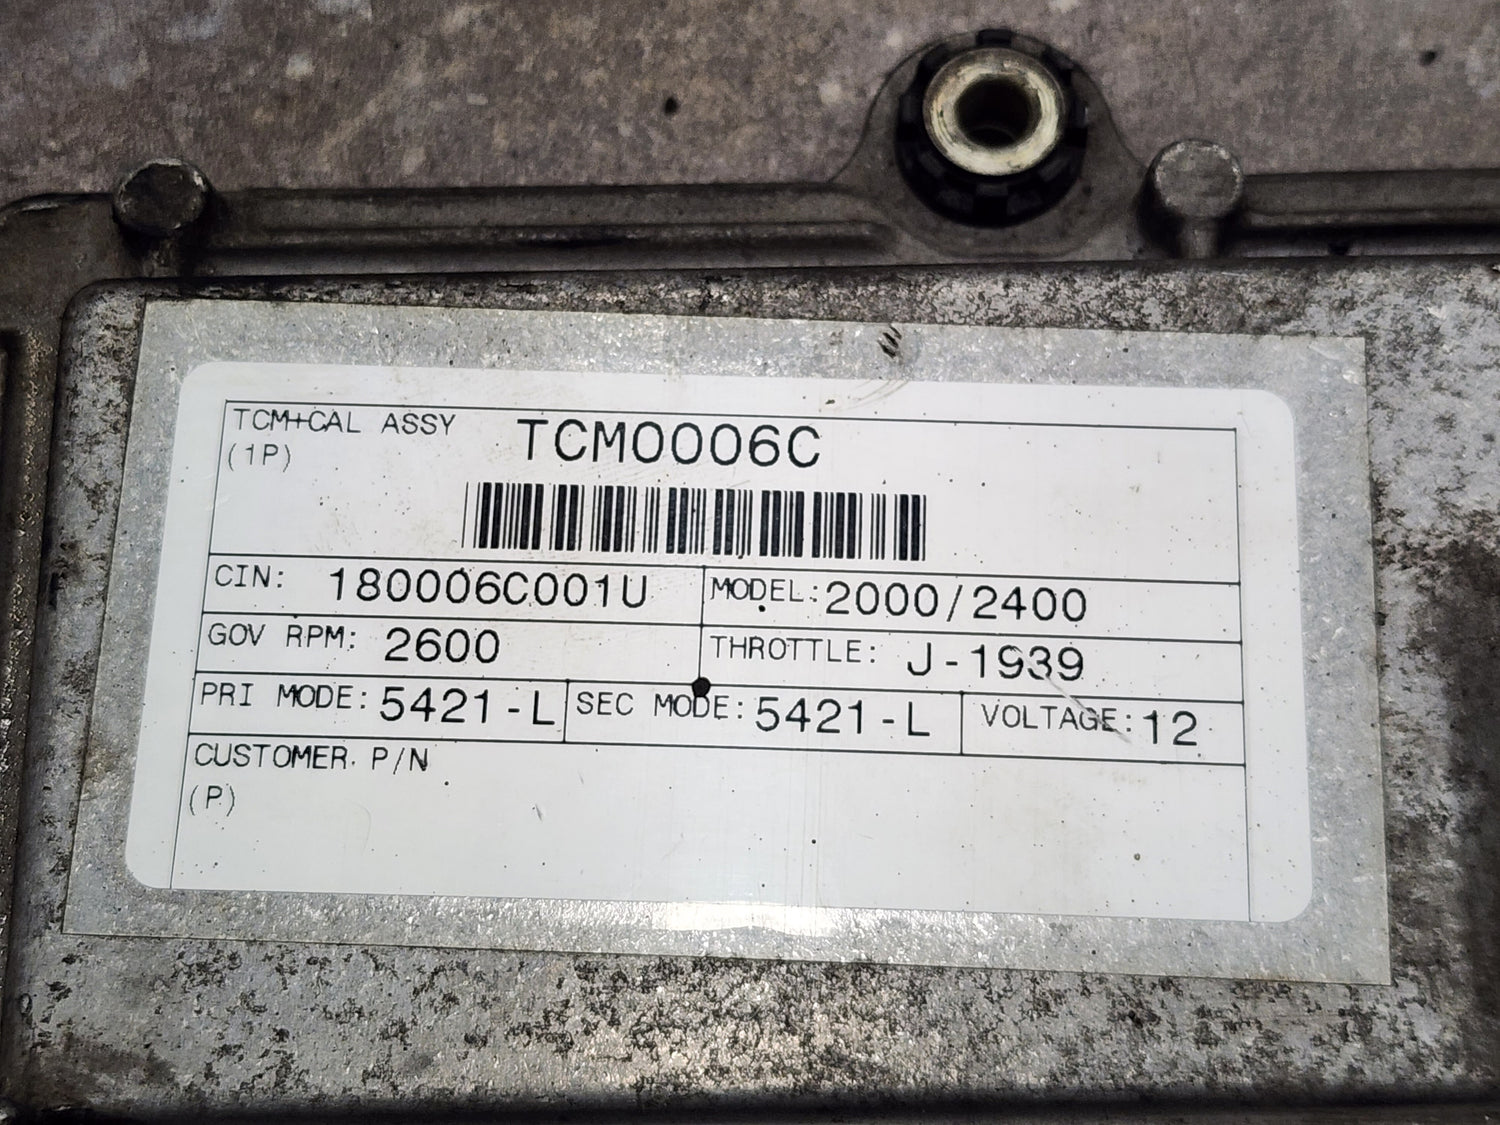 TCM+CAL ASSY TCM0006C
(1P)
CIN: 180006C001U MODEL: 2000/2400
GOV RPM: 2600 THROTTLE: J-1939
PRI MODE: 5421-L SEC MODE: 5421-L VOLTAGE: 12
CUSTOMER P/N
(P)